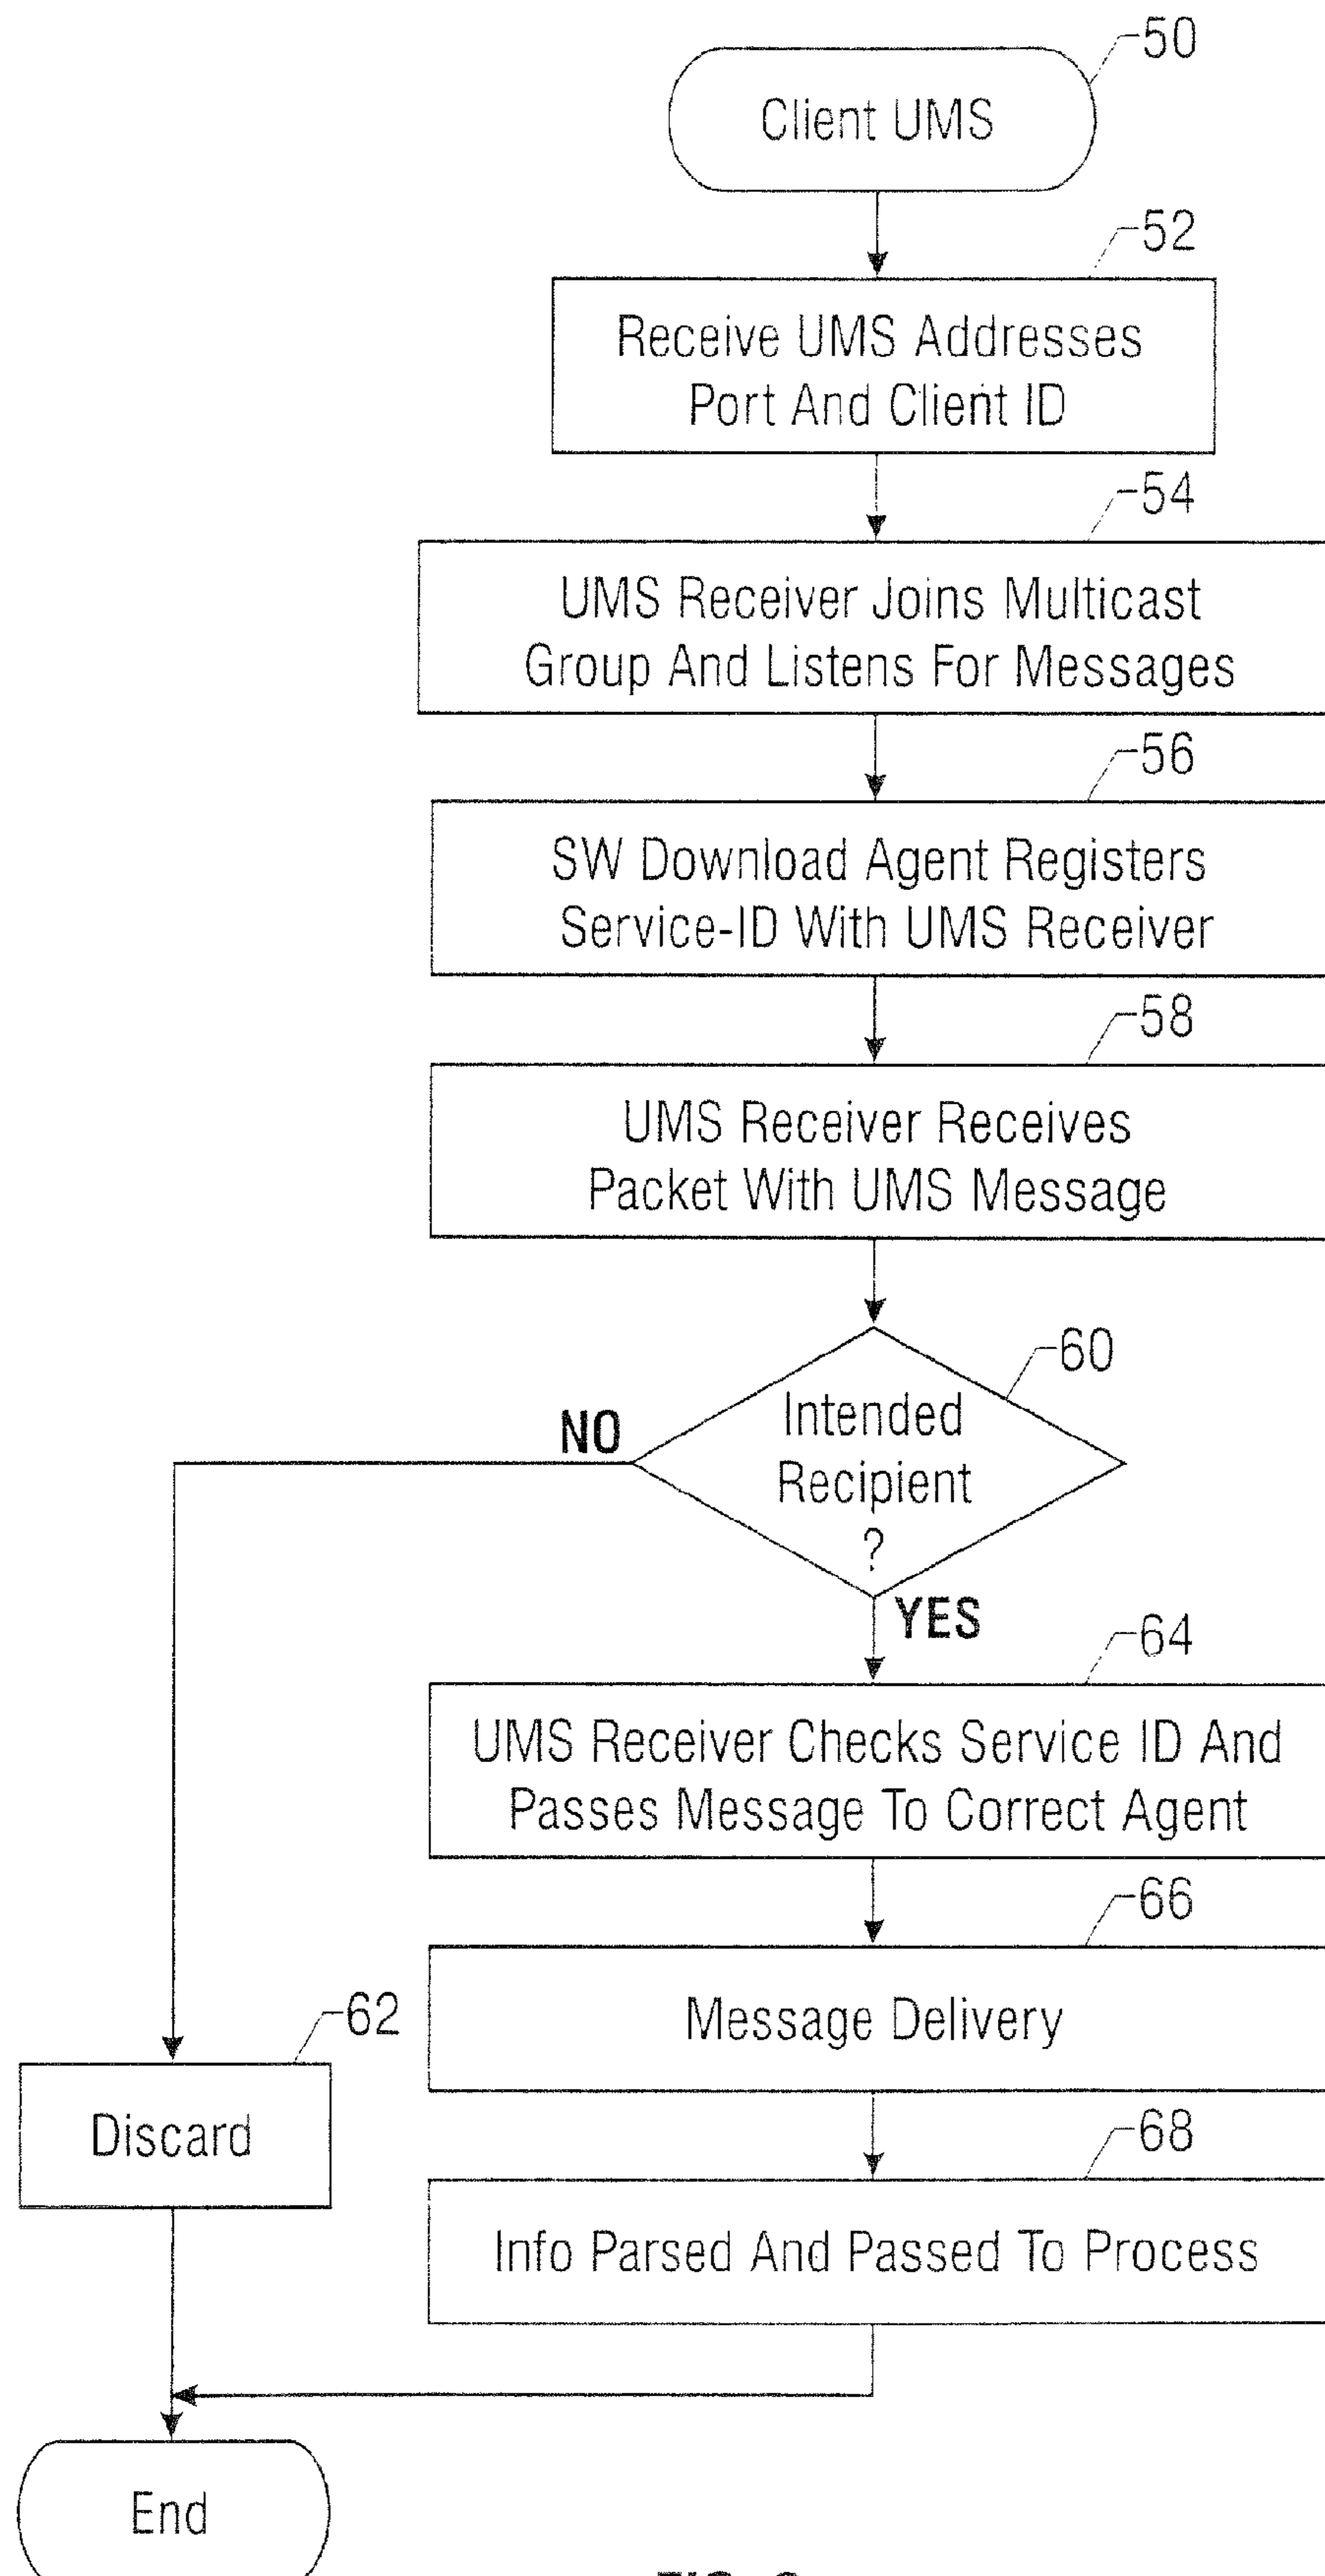 50
Client UMS
52
Receive UMS Addresses
Port And Client ID
54
UMS Receiver Joins Multicast
Group And Listens For Messages
56
SW Download Agent Registers
Service-ID With UMS Receiver
58
UMS Receiver Receives
Packet With UMS Message
60
Intended
Recipient
?
NO
YES
64
UMS Receiver Checks Service ID And
Passes Message To Correct Agent
66
Message Delivery
62
Discard
68
Info Parsed And Passed To Process
End